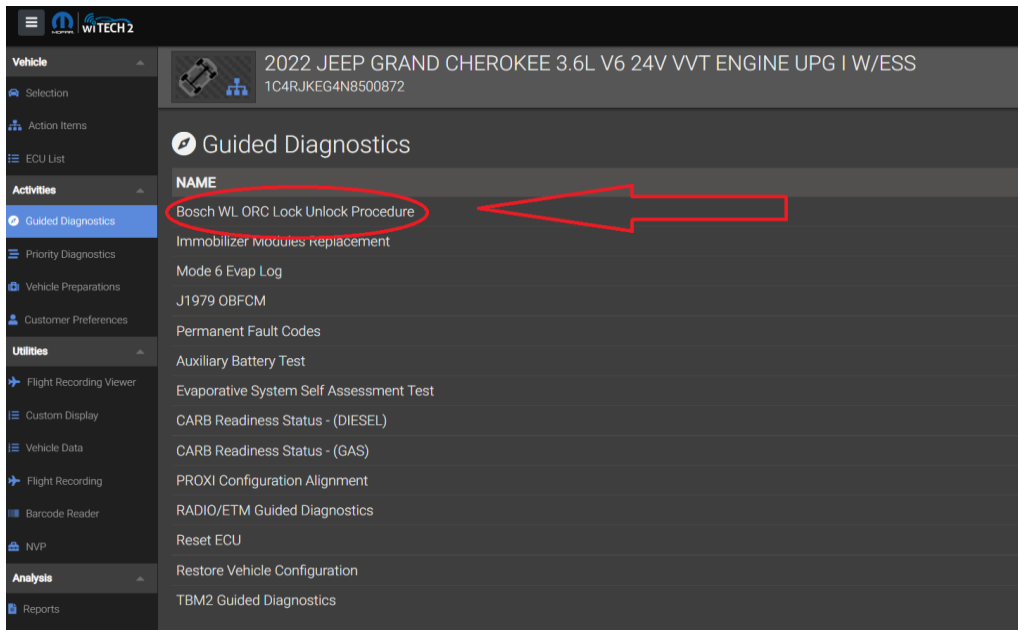 MOPAR wiTECH 2
Vehicle
Selection
Action Items
ECU List
Activities
Guided Diagnostics
Priority Diagnostics
Vehicle Preparations
Customer Preferences
Utilities
Flight Recording Viewer
Custom Display
Vehicle Data
Flight Recording
Barcode Reader
NVP
Analysis
Reports
2022 JEEP GRAND CHEROKEE 3.6L V6 24V VVT ENGINE UPG I W/ESS
1C4RJKEG4N8500872
Guided Diagnostics
NAME
Bosch WL ORC Lock Unlock Procedure
Immobilizer Modules Replacement
Mode 6 Evap Log
J1979 OBFCM
Permanent Fault Codes
Auxiliary Battery Test
Evaporative System Self Assessment Test
CARB Readiness Status - (DIESEL)
CARB Readiness Status - (GAS)
PROXI Configuration Alignment
RADIO/ETM Guided Diagnostics
Reset ECU
Restore Vehicle Configuration
TBM2 Guided Diagnostics